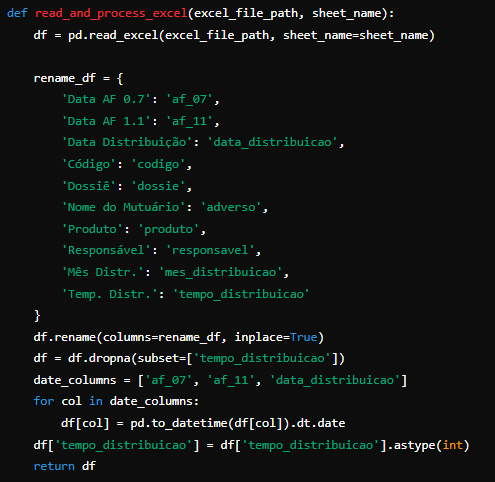 def read_and_process_excel(excel_file_path, sheet_name):
    df = pd.read_excel(excel_file_path, sheet_name=sheet_name)

    rename_df = {
        'Data AF 0.7': 'af_07',
        'Data AF 1.1': 'af_11',
        'Data Distribuição': 'data_distribuicao',
        'Código': 'codigo',
        'Dossiê': 'dossie',
        'Nome do Mutuário': 'adverso',
        'Produto': 'produto',
        'Responsável': 'responsavel',
        'Mês Distr.': 'mes_distribuicao',
        'Temp. Distr.': 'tempo_distribuicao'
    }
    df.rename(columns=rename_df, inplace=True)
    df = df.dropna(subset=['tempo_distribuicao'])
    date_columns = ['af_07', 'af_11', 'data_distribuicao']
    for col in date_columns:
        df[col] = pd.to_datetime(df[col]).dt.date
    df['tempo_distribuicao'] = df['tempo_distribuicao'].astype(int)
    return df